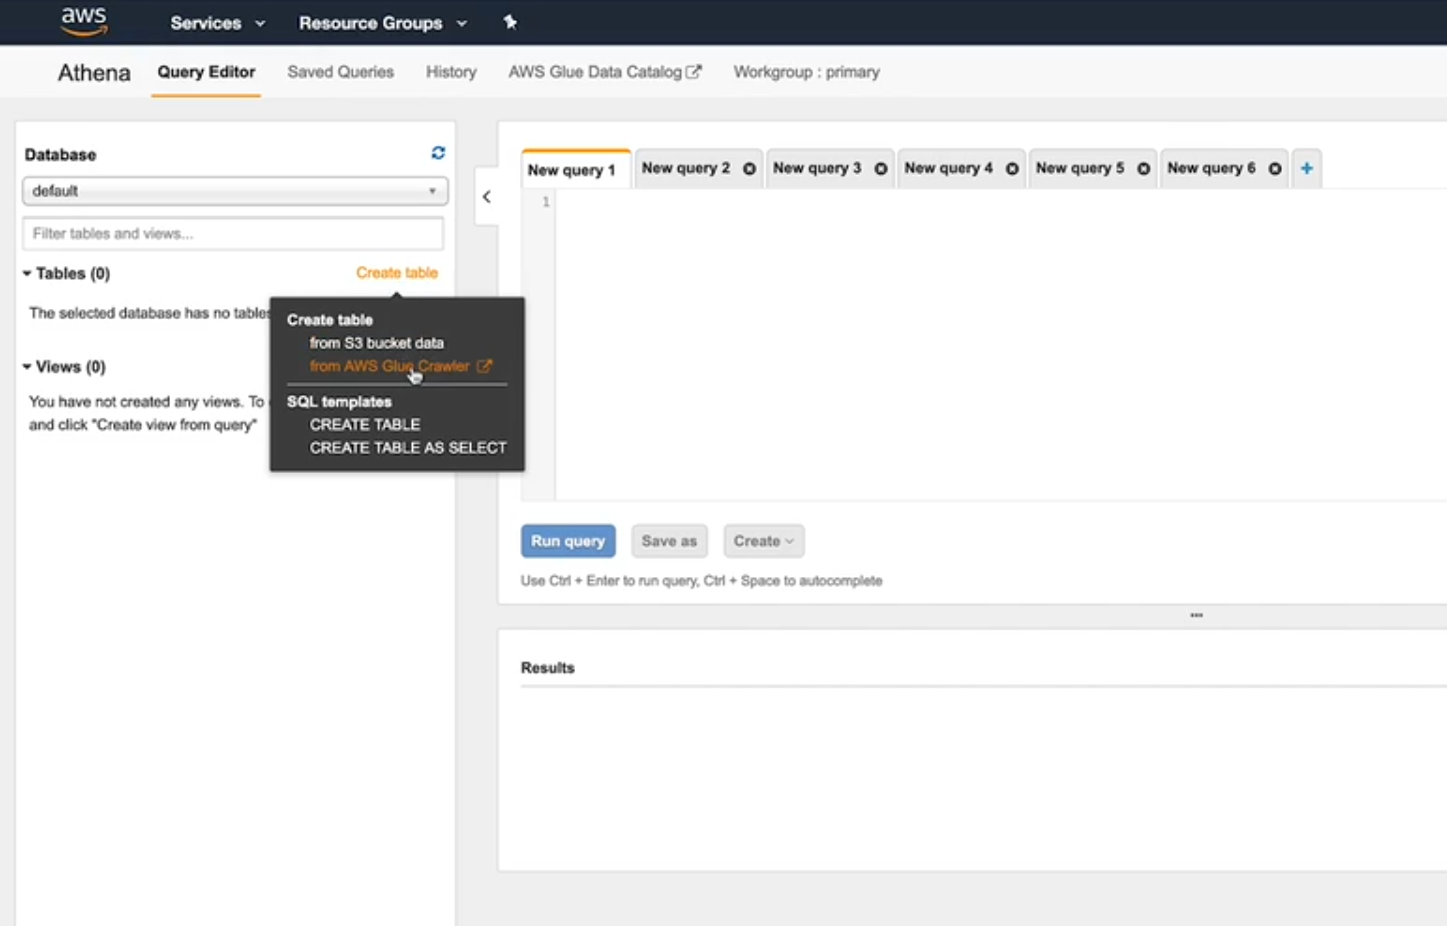 aws Services Resource Groups
Athena Query Editor Saved Queries History AWS Glue Data Catalog Workgroup : primary
Database
default
Filter tables and views...
Tables (0) Create table
The selected database has no tables
Views (0)
You have not created any views. To
and click "Create view from query"
Create table
from S3 bucket data
from AWS Glue Crawler
SQL templates
CREATE TABLE
CREATE TABLE AS SELECT
New query 1 New query 2 New query 3 New query 4 New query 5 New query 6 +
1
Run query Save as Create
Use Ctrl + Enter to run query, Ctrl + Space to autocomplete
Results